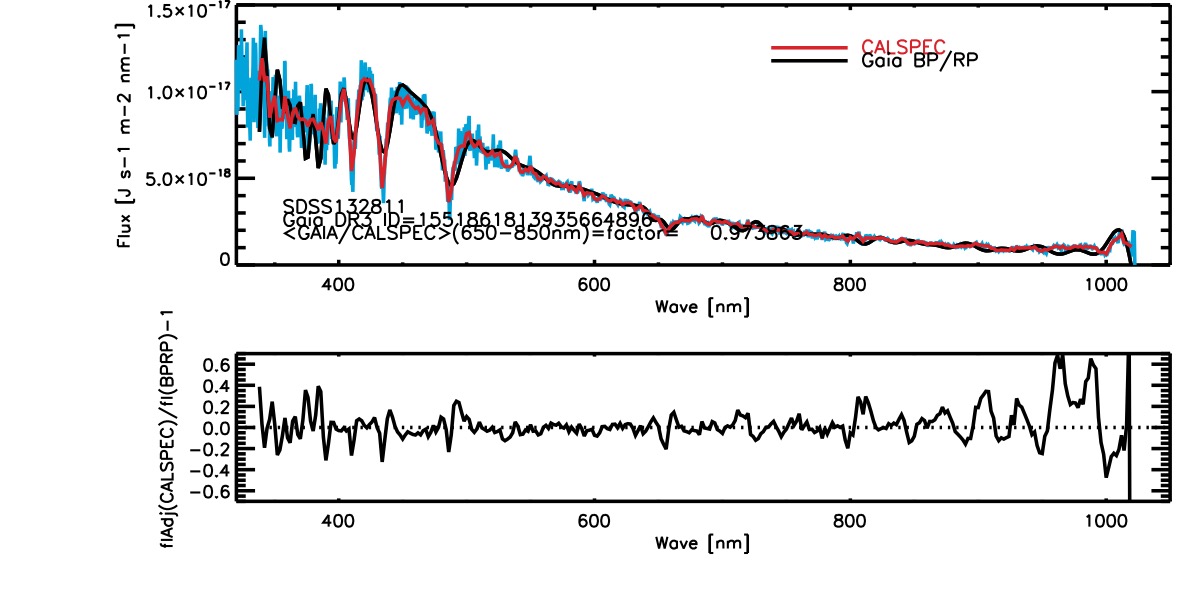 1.5×10−17
1.0×10−17
5.0×10−18
0
Flux [J s−1 m−2 nm−1]
CALSPEC
Gaia BP/RP
SDSS132811
Gaia DR3 ID=1551861813935664896
<GAIA/CALSPEC>(650−850nm)=factor= 0.973863
400 600 800 1000
Wave [nm]
flAdj(CALSPEC)/fl(BPRP)−1
0.6
0.4
0.2
0.0
−0.2
−0.4
−0.6
400 600 800 1000
Wave [nm]